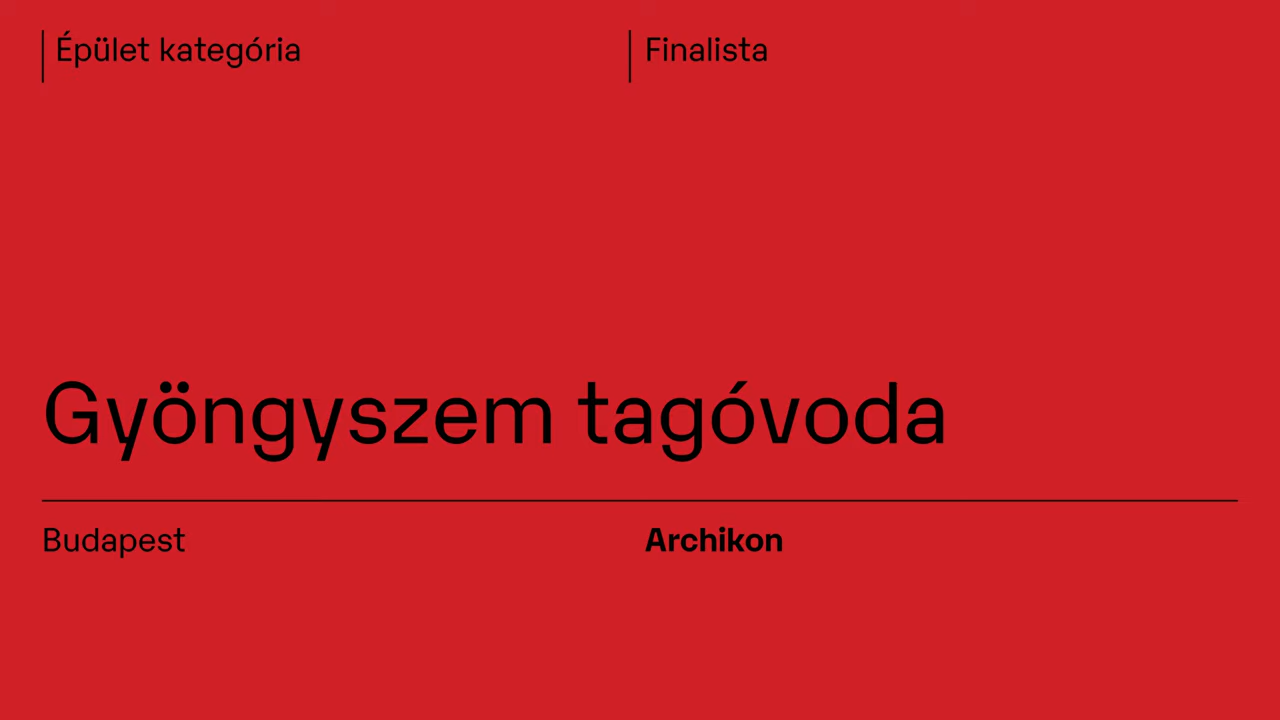 Épület kategória
Finalista
Gyöngyszem tagóvoda
Budapest
Archikon